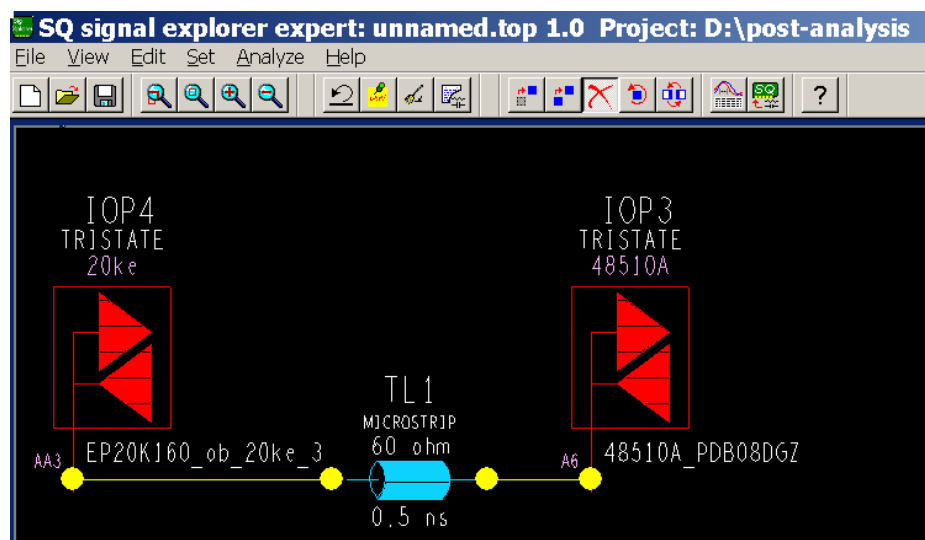 SQ signal explorer expert: unnamed.top 1.0 Project: D:\post-analysis
File View Edit Set Analyze Help
SQ
?
IOP4
TRISTATE
20ke
IOP3
TRISTATE
48510A
TL1
MICROSTRIP
60 ohm
0.5 ns
AA3
EP20K160_ob_20ke_3
A6
48510A_PDB08DGZ